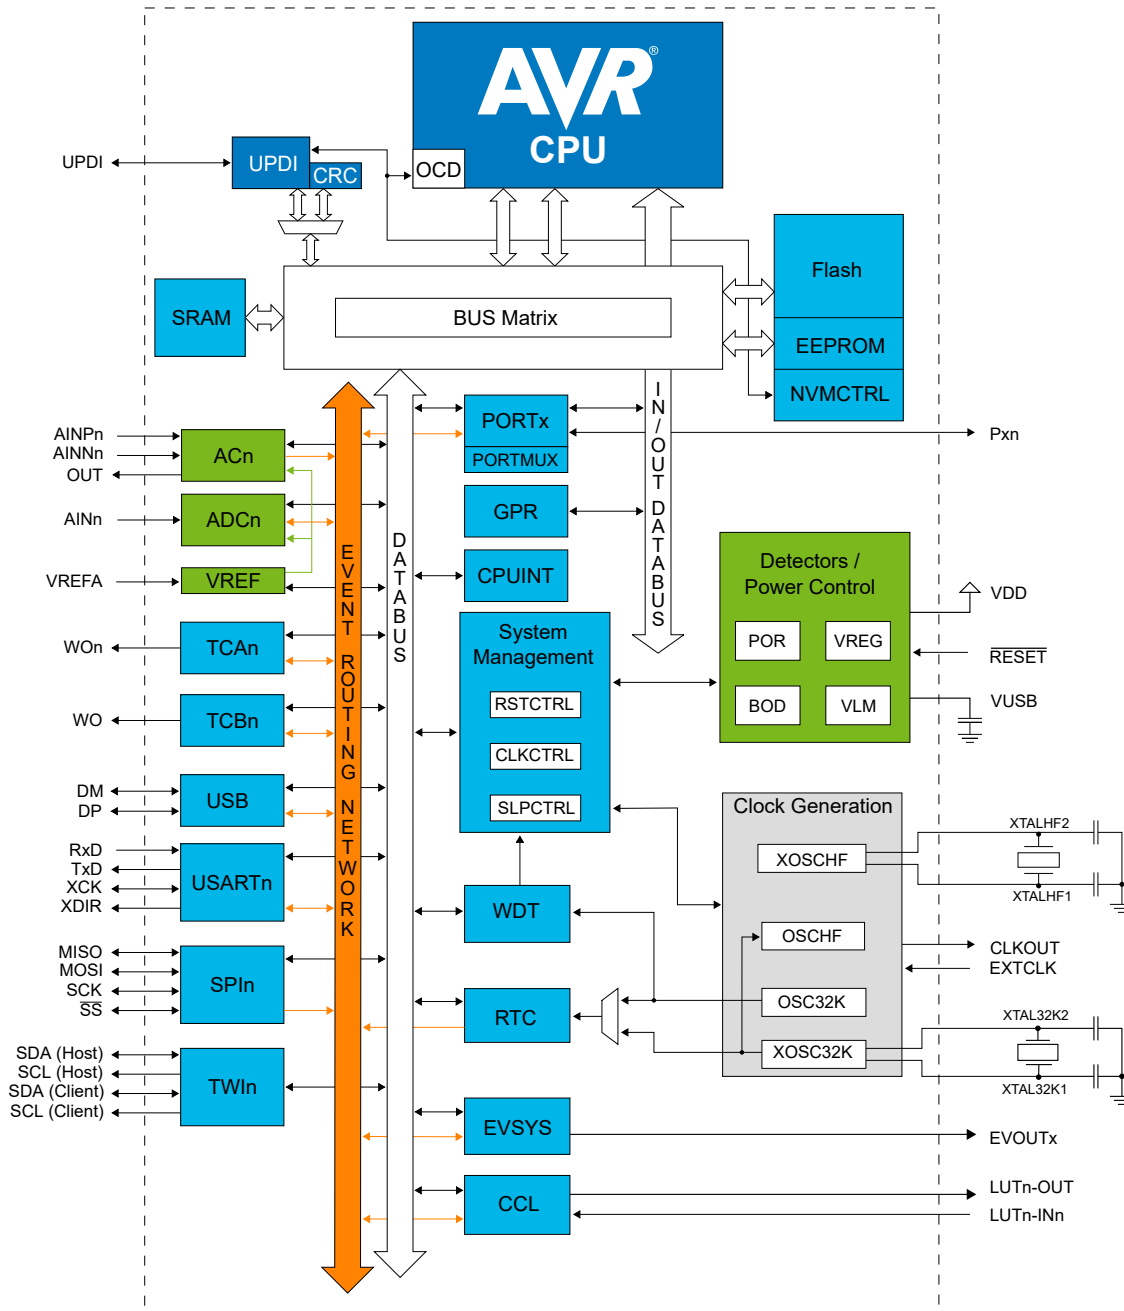 AVR®
CPU
OCD
UPDI
UPDI
CRC
Flash
EEPROM
NVMCTRL
SRAM
BUS Matrix
PORTx
PORTMUX
GPR
CPUINT
IN/OUT DATABUS
DATABUS
EVENT ROUTING NETWORK
Pxn
AINPn
AINNn
OUT
ACn
AINn
ADCn
VREFA
VREF
WOn
TCAn
WO
TCBn
DM
DP
USB
RxD
TxD
XCK
XDIR
USARTn
MISO
MOSI
SCK
SS
SPIn
SDA (Host)
SCL (Host)
SDA (Client)
SCL (Client)
TWIn
System
Management
RSTCTRL
CLKCTRL
SLPCTRL
WDT
RTC
EVSYS
CCL
Detectors /
Power Control
POR
VREG
BOD
VLM
VDD
RESET
VUSB
Clock Generation
XOSCHF
OSCHF
OSC32K
XOSC32K
XTALHF2
XTALHF1
CLKOUT
EXTCLK
XTAL32K2
XTAL32K1
EVOUTx
LUTn-OUT
LUTn-INn